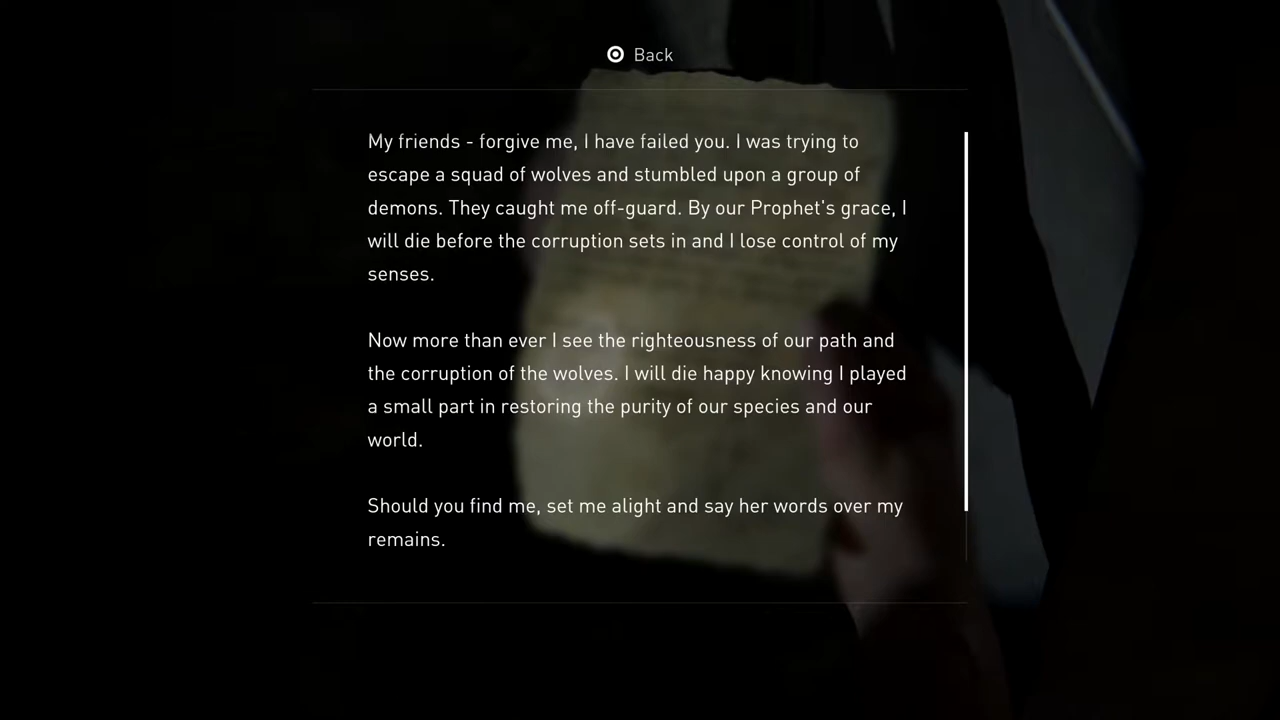 Back
My friends - forgive me, I have failed you. I was trying to
escape a squad of wolves and stumbled upon a group of
demons. They caught me off-guard. By our Prophet's grace, I
will die before the corruption sets in and I lose control of my
senses.
Now more than ever I see the righteousness of our path and
the corruption of the wolves. I will die happy knowing I played
a small part in restoring the purity of our species and our
world.
Should you find me, set me alight and say her words over my
remains.